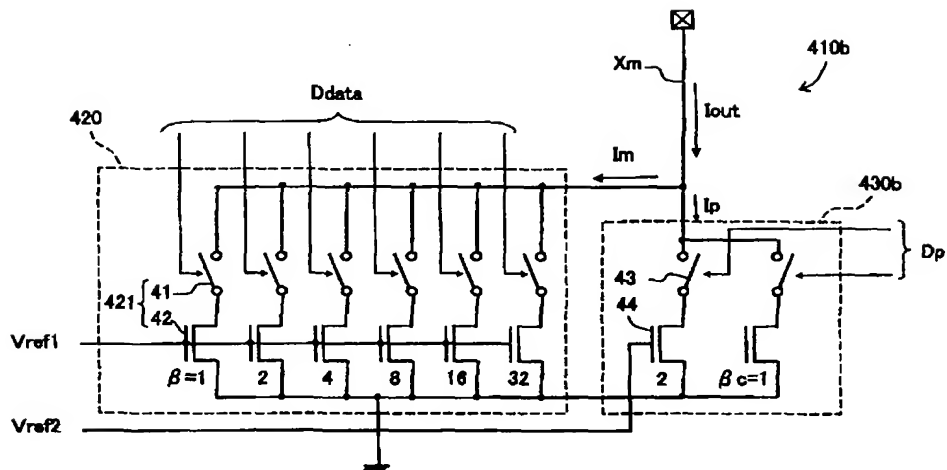 410b
Xm
Ddata
Iout
420
Im
430b
Ip
Dp
43
421
41
42
44
Vref1
β=1
2
4
8
16
32
2
βc=1
Vref2